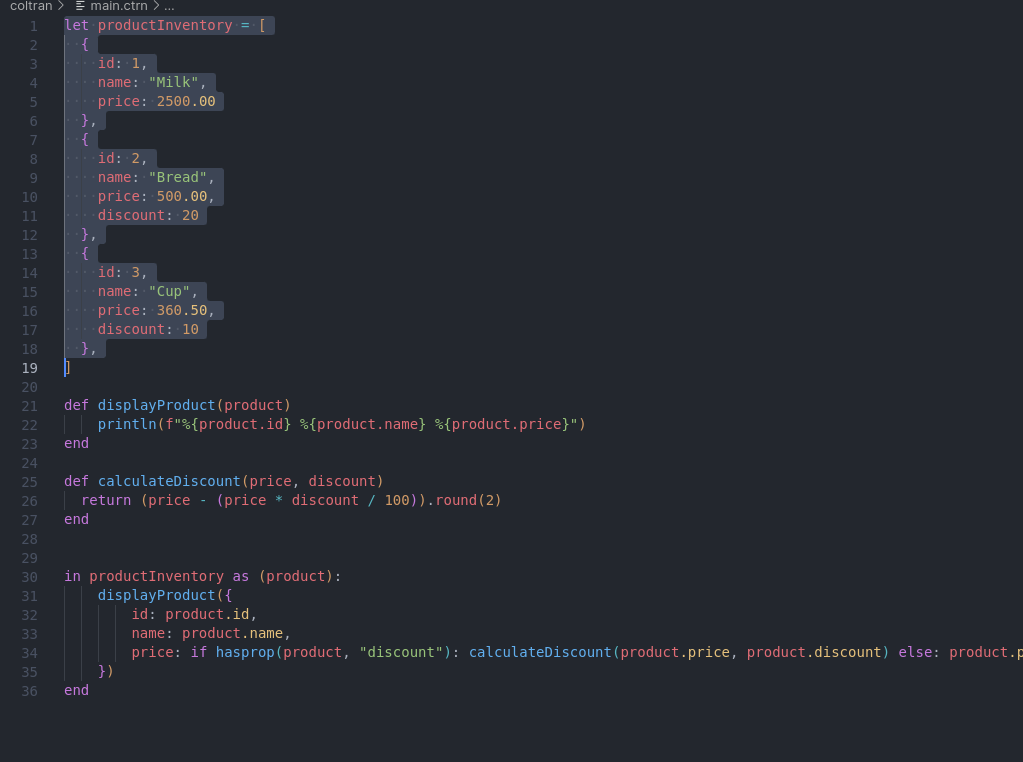 coltran > main.ctrn > ...
1 let productInventory = [
2   {
3     id: 1,
4     name: "Milk",
5     price: 2500.00
6   },
7   {
8     id: 2,
9     name: "Bread",
10     price: 500.00,
11     discount: 20
12   },
13   {
14     id: 3,
15     name: "Cup",
16     price: 360.50,
17     discount: 10
18   },
19 ]
20
21 def displayProduct(product)
22     println(f"%{product.id} %{product.name} %{product.price}")
23 end
24
25 def calculateDiscount(price, discount)
26   return (price - (price * discount / 100)).round(2)
27 end
28
29
30 in productInventory as (product):
31     displayProduct({
32         id: product.id,
33         name: product.name,
34         price: if hasprop(product, "discount"): calculateDiscount(product.price, product.discount) else: product.p
35     })
36 end